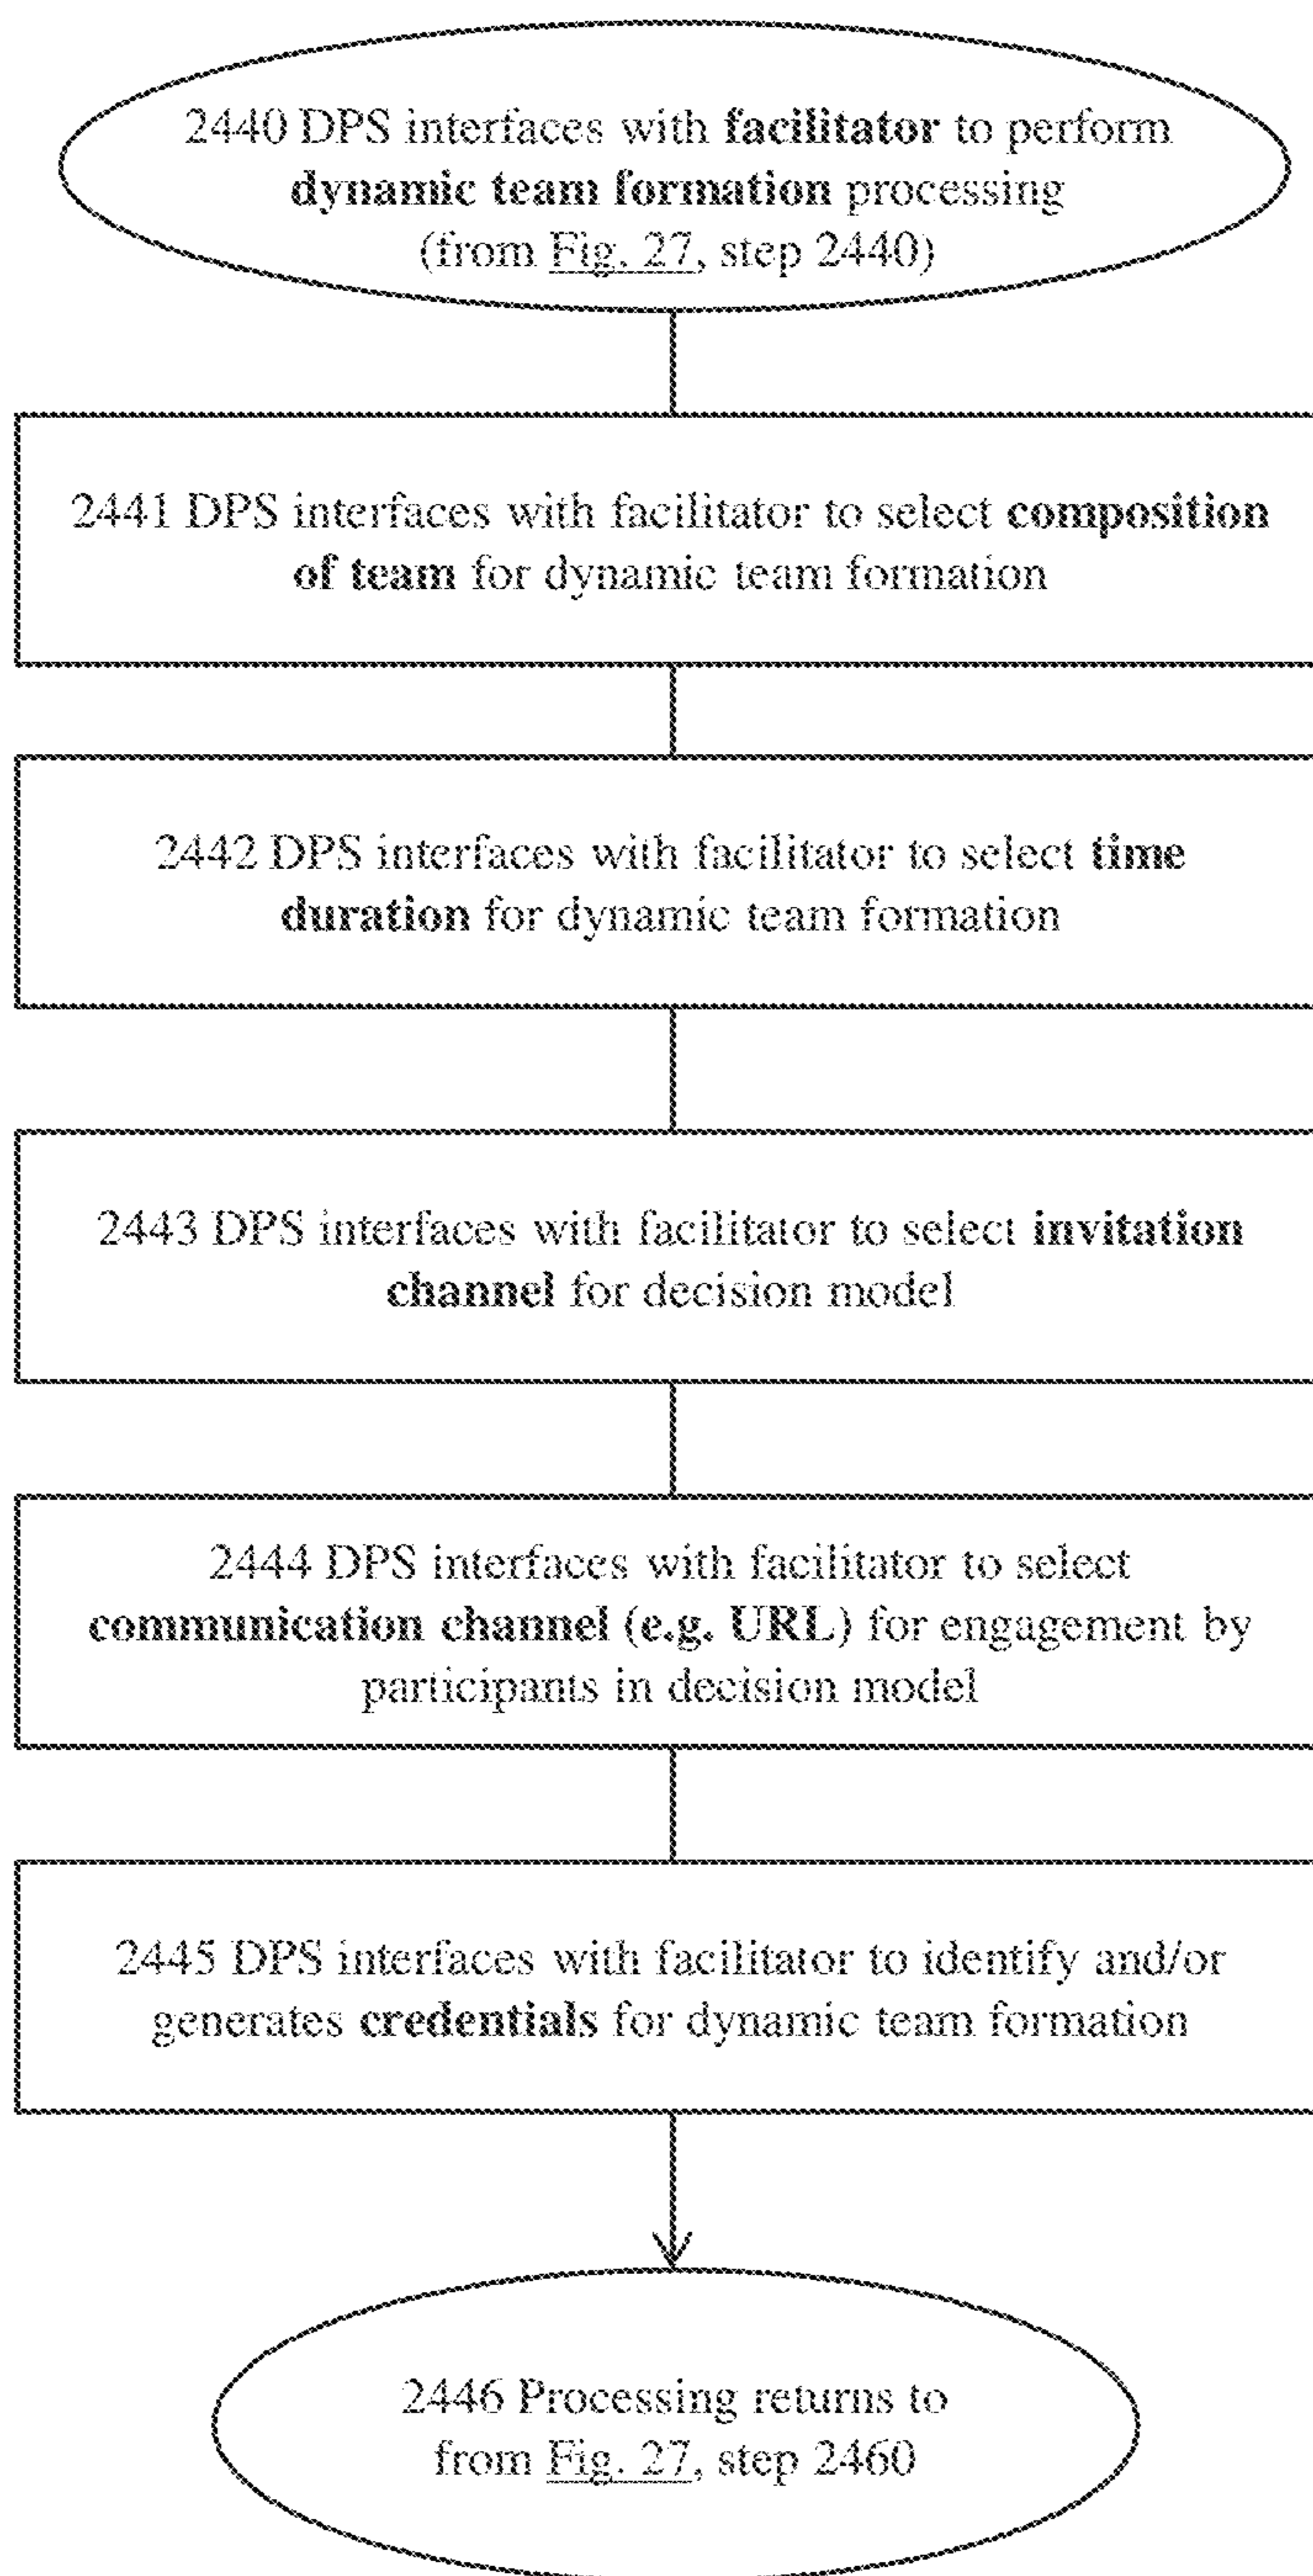 2440 DPS interfaces with facilitator to perform
dynamic team formation processing
(from Fig. 27, step 2440)
2441 DPS interfaces with facilitator to select composition
of team for dynamic team formation
2442 DPS interfaces with facilitator to select time
duration for dynamic team formation
2443 DPS interfaces with facilitator to select invitation
channel for decision model
2444 DPS interfaces with facilitator to select
communication channel (e.g. URL) for engagement by
participants in decision model
2445 DPS interfaces with facilitator to identify and/or
generates credentials for dynamic team formation
2446 Processing returns to
from Fig. 27, step 2460